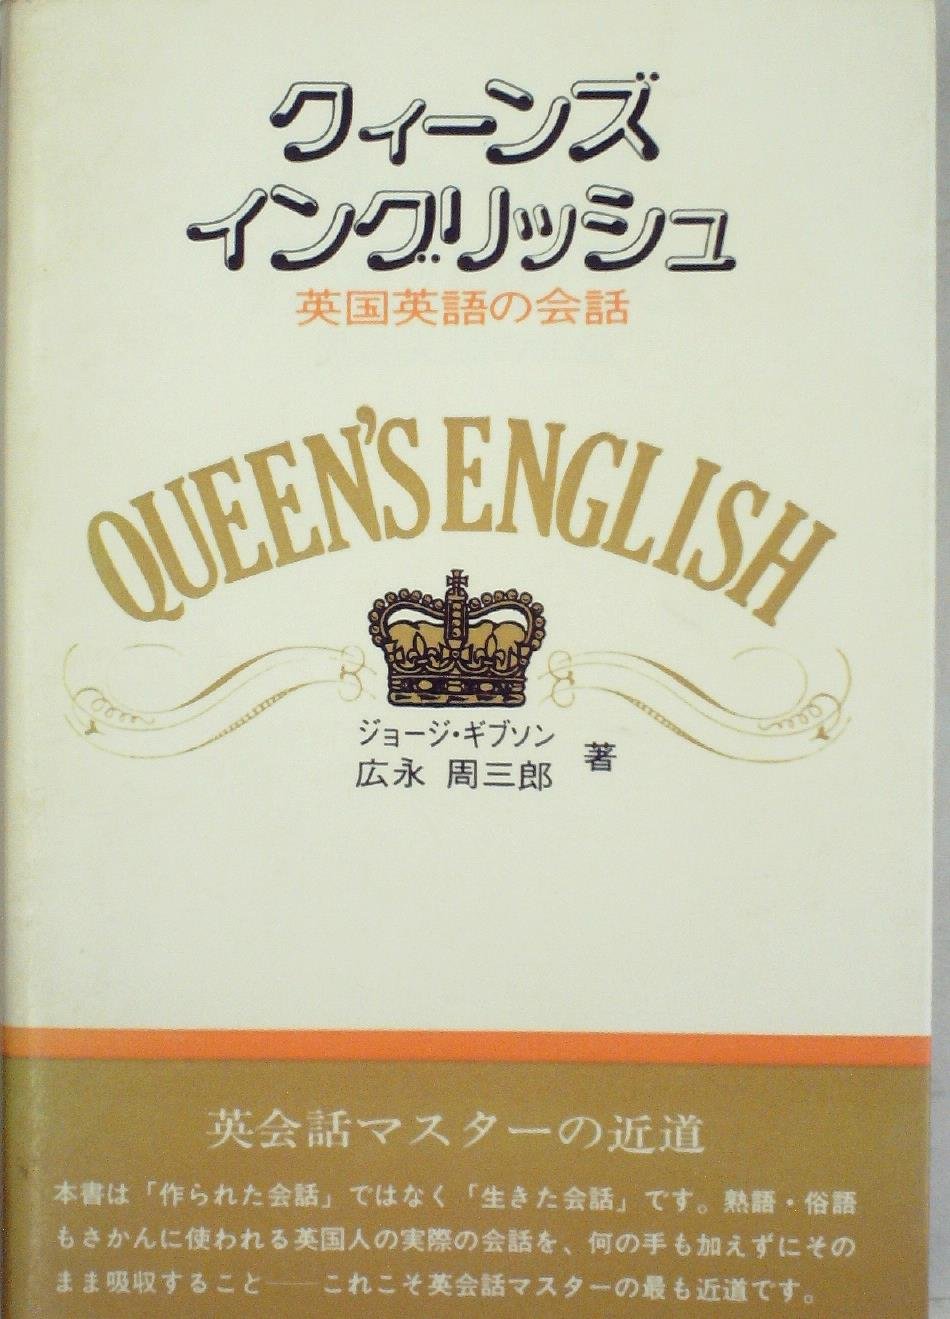 クィーンズ
イングリッシュ
英国英語の会話
QUEEN'S ENGLISH
ジョージ・ギブソン
広永 周三郎 著
英会話マスターの近道
本書は「作られた会話」ではなく「生きた会話」です。熟語・俗語
もさかんに使われる英国人の実際の会話を、何の手も加えずにその
まま吸収すること――これこそ英会話マスターの最も近道です。